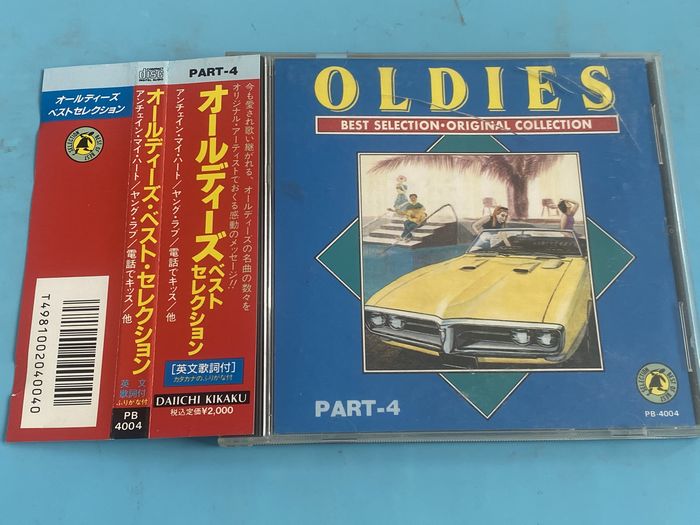 オールディーズ
ベストセレクション
COLLECTION BEST OF BEST
T4981002040040
オールディーズ・ベスト・セレクション
アンチェイン・マイ・ハート/ヤング・ラブ/電話でキッス/他
英文
歌詞付
ふりがな付
PB
4004
PART-4
今も愛され歌い継がれる、オールディーズの名曲の数々を
オリジナル・アーティストでおくる感動のメッセージ!!
オールディーズ
ベスト
セレクション
アンチェイン・マイ・ハート/ヤング・ラブ/電話でキッス/他
[英文歌詞付]
カタカナのふりがな付
DAIICHI KIKAKU
税込定価¥2,000
OLDIES
BEST SELECTION・ORIGINAL COLLECTION
PART-4
COLLECTION BEST OF BEST
PB-4004